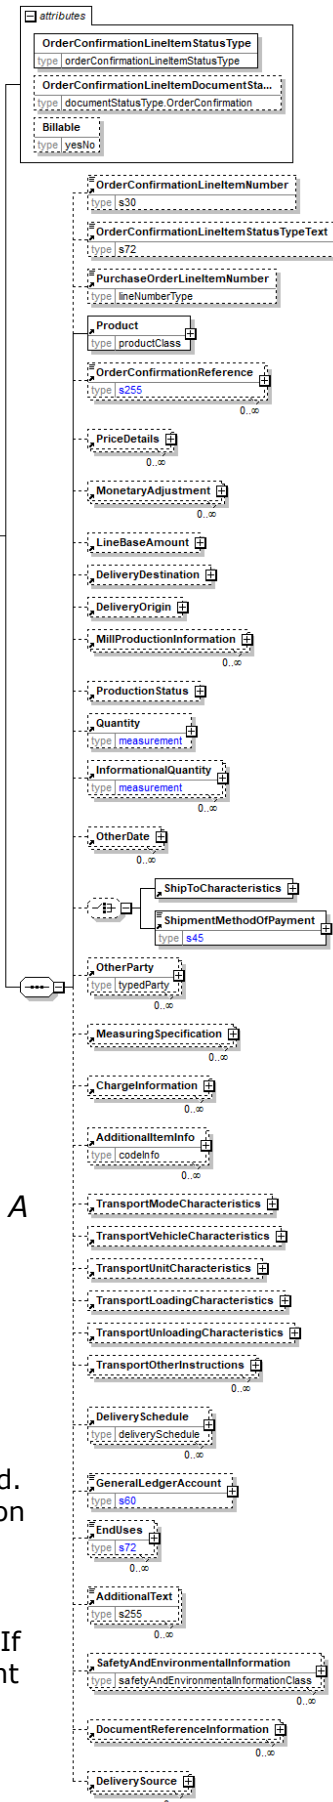 attributes
OrderConfirmationLineItemStatusType
type orderConfirmationLineItemStatusType
OrderConfirmationLineItemDocumentSta...
type documentStatusType.OrderConfirmation
Billable
type yesNo
OrderConfirmationLineItemNumber
type s30
OrderConfirmationLineItemStatusTypeText
type s72
PurchaseOrderLineItemNumber
type lineNumberType
Product
type productClass
OrderConfirmationReference
type s255
0..∞
PriceDetails
0..∞
MonetaryAdjustment
0..∞
LineBaseAmount
DeliveryDestination
DeliveryOrigin
MillProductionInformation
0..∞
ProductionStatus
Quantity
type measurement
InformationalQuantity
type measurement
0..∞
OtherDate
0..∞
ShipToCharacteristics
ShipmentMethodOfPayment
type s45
OtherParty
type typedParty
0..∞
MeasuringSpecification
0..∞
ChargeInformation
0..∞
AdditionalItemInfo
type codeInfo
0..∞
A
TransportModeCharacteristics
TransportVehicleCharacteristics
TransportUnitCharacteristics
TransportLoadingCharacteristics
TransportUnloadingCharacteristics
TransportOtherInstructions
0..∞
DeliverySchedule
type deliverySchedule
0..∞
d.
GeneralLedgerAccount
type s60
on
EndUses
type s72
0..∞
AdditionalText
type s255
0..∞
If
SafetyAndEnvironmentalInformation
nt
type safetyAndEnvironmentalInformationClass
0..∞
DocumentReferenceInformation
0..∞
DeliverySource